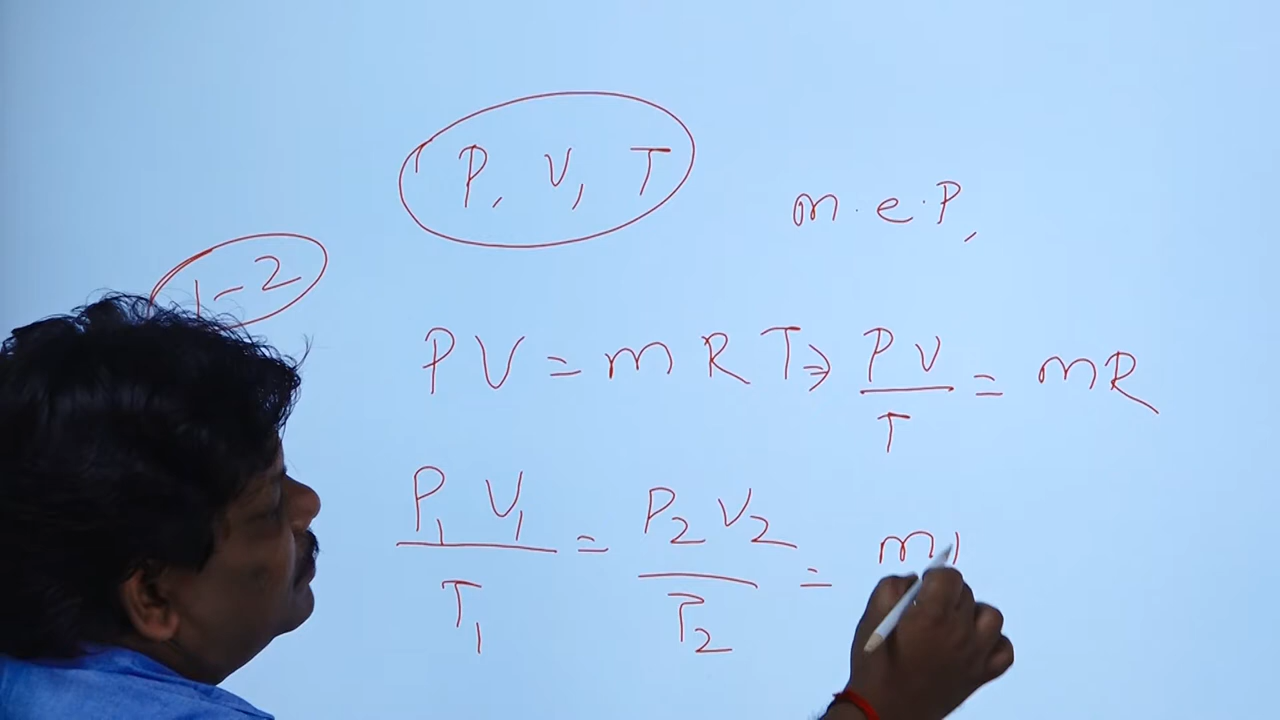 P, V, T
m.e.P,
1-2
PV = mRT ⇒ PV/T = mR
P₁V₁/T₁ = P₂V₂/T₂ = m